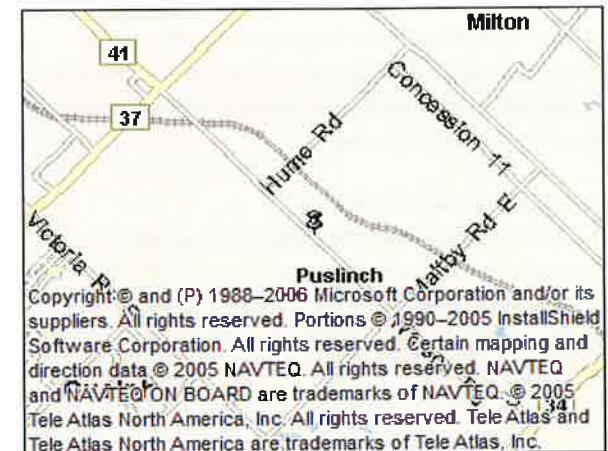 Milton
41
37
Concession 11
Hume Rd
Maltby Rd E
Victoria R
Puslinch
Copyright © and (P) 1988–2006 Microsoft Corporation and/or its
suppliers. All rights reserved. Portions © 1990–2005 InstallShield
Software Corporation. All rights reserved. Certain mapping and
direction data © 2005 NAVTEQ. All rights reserved. NAVTEQ
and NAVTEQ ON BOARD are trademarks of NAVTEQ. © 2005
34
Tele Atlas North America, Inc. All rights reserved. Tele Atlas and
Tele Atlas North America are trademarks of Tele Atlas, Inc.